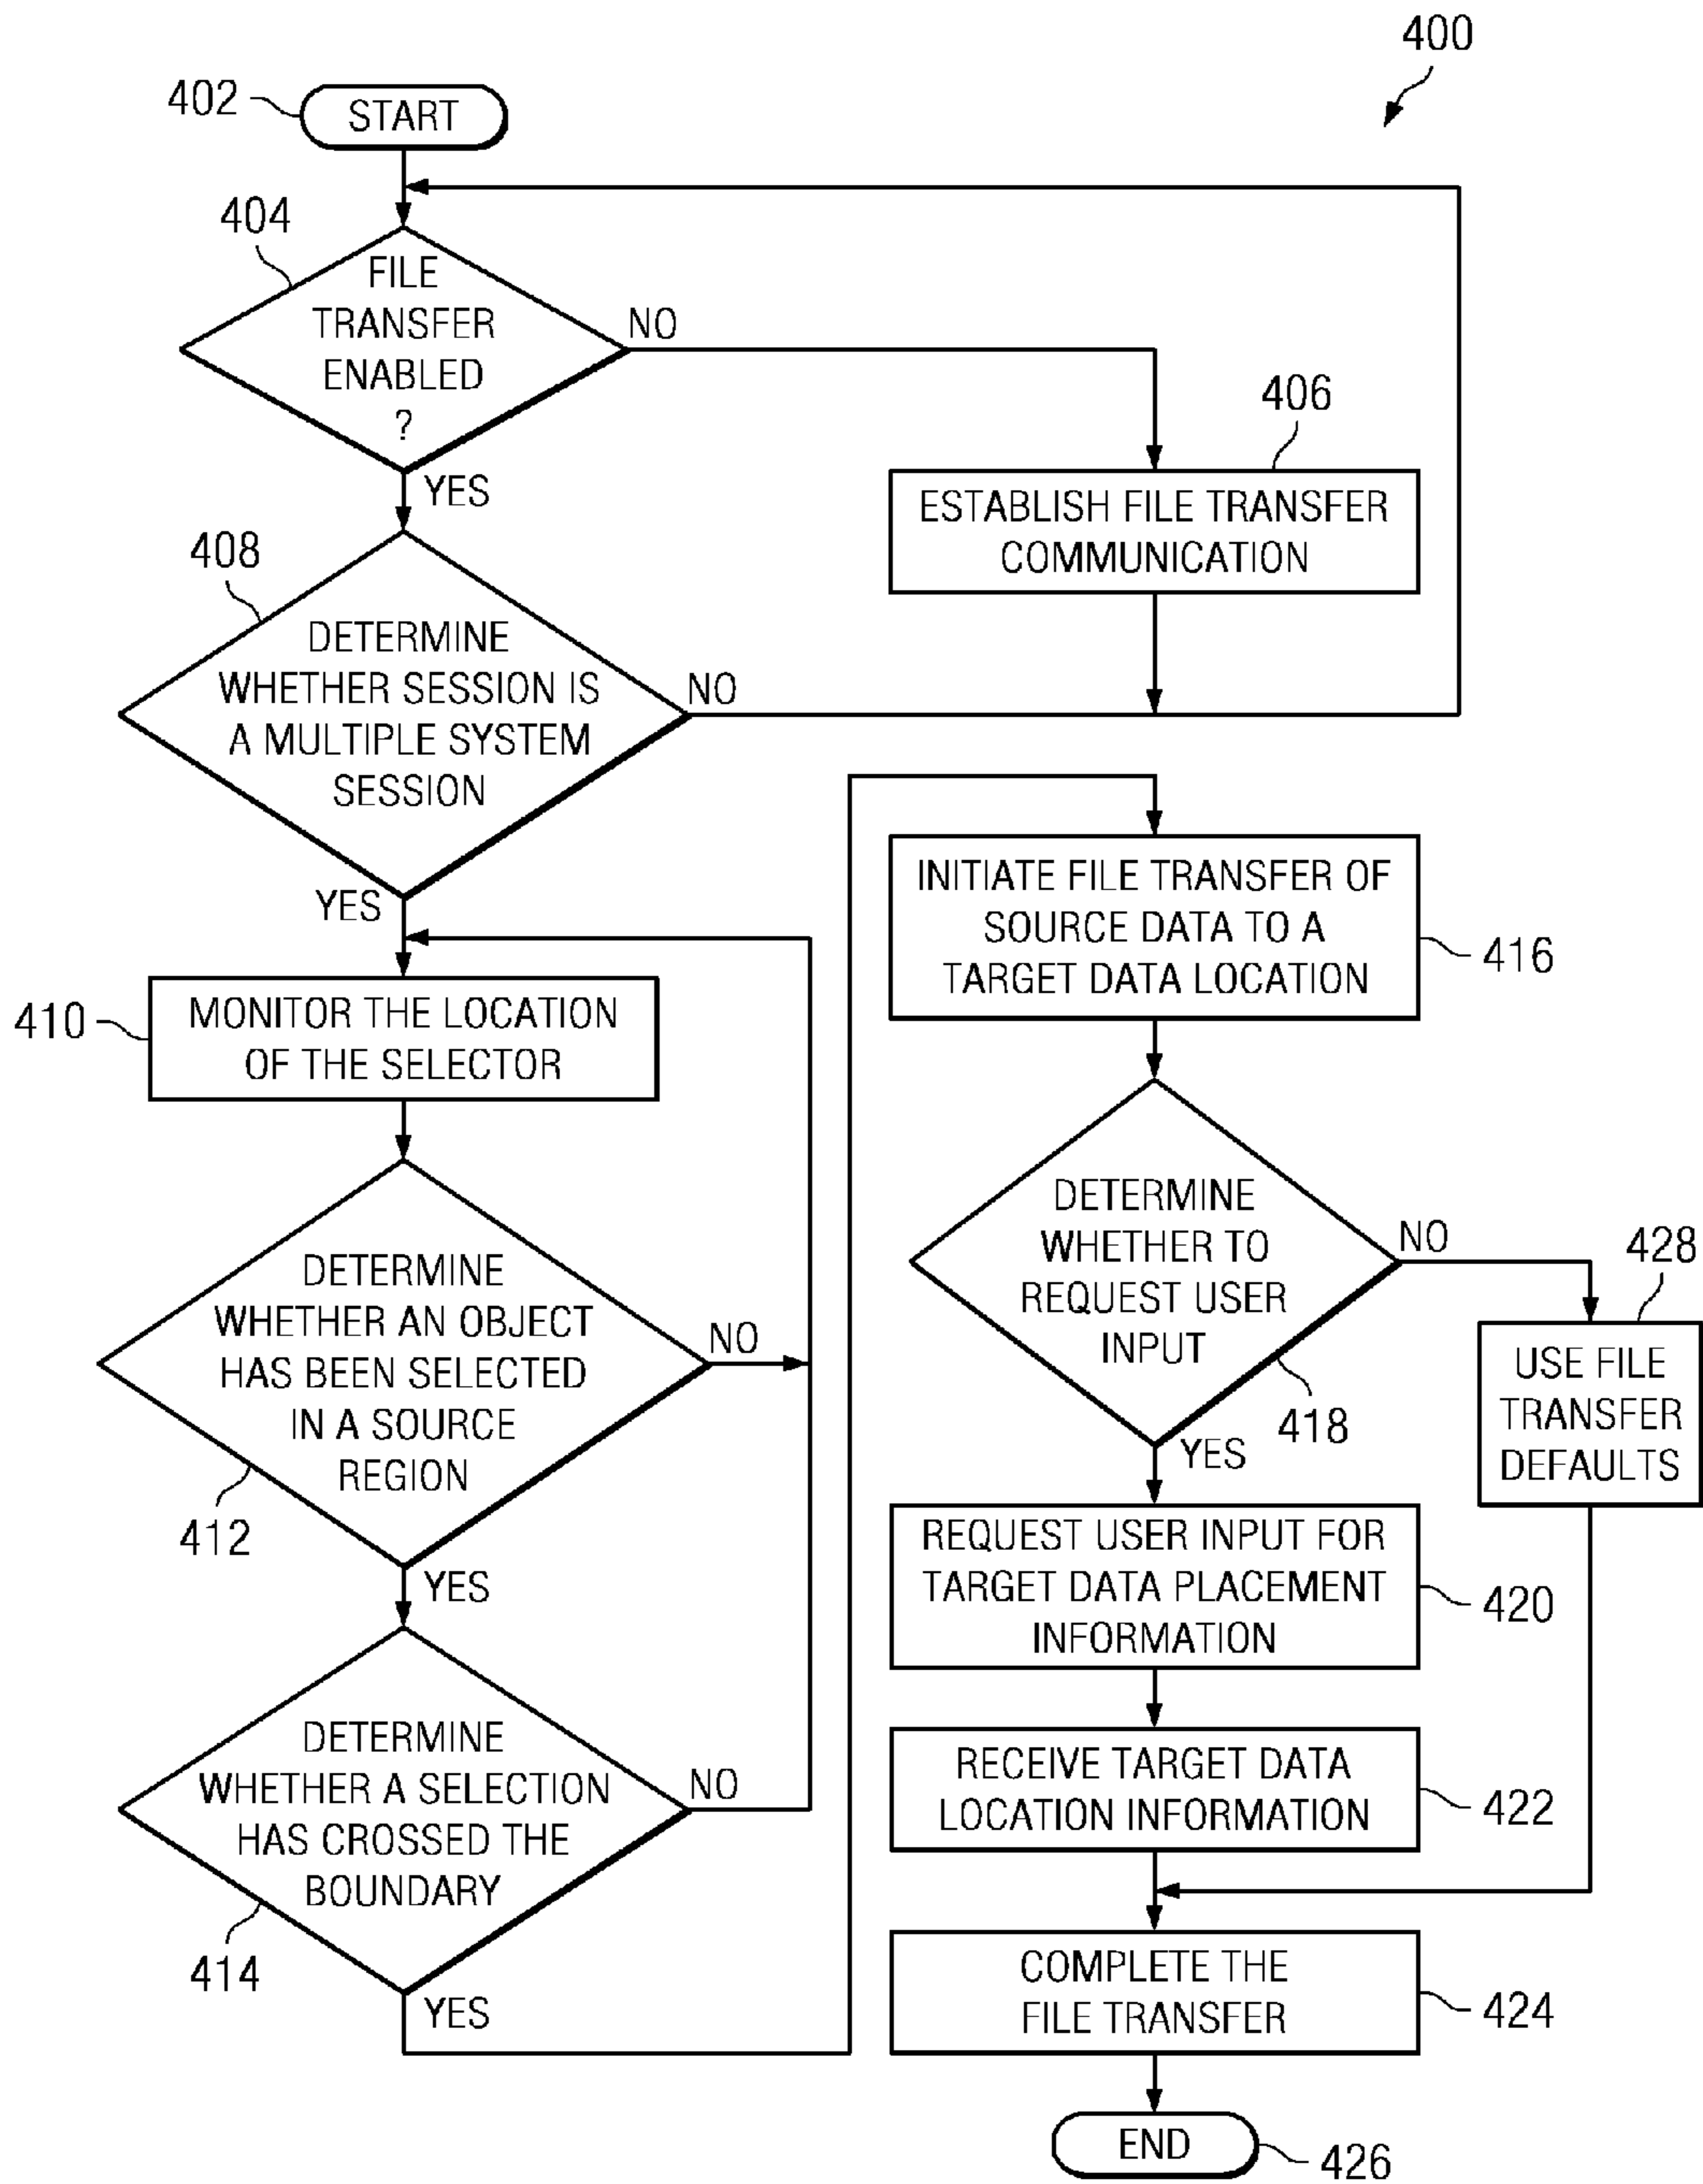 400
402
START
404
FILE
TRANSFER
ENABLED
?
NO
YES
406
ESTABLISH FILE TRANSFER
COMMUNICATION
408
DETERMINE
WHETHER SESSION IS
A MULTIPLE SYSTEM
SESSION
NO
YES
410
MONITOR THE LOCATION
OF THE SELECTOR
DETERMINE
WHETHER AN OBJECT
HAS BEEN SELECTED
IN A SOURCE
REGION
NO
412
YES
DETERMINE
WHETHER A SELECTION
HAS CROSSED THE
BOUNDARY
NO
414
YES
INITIATE FILE TRANSFER OF
SOURCE DATA TO A
TARGET DATA LOCATION
416
DETERMINE
WHETHER TO
REQUEST USER
INPUT
NO
418
YES
428
USE FILE
TRANSFER
DEFAULTS
REQUEST USER INPUT FOR
TARGET DATA PLACEMENT
INFORMATION
420
RECEIVE TARGET DATA
LOCATION INFORMATION
422
COMPLETE THE
FILE TRANSFER
424
END
426